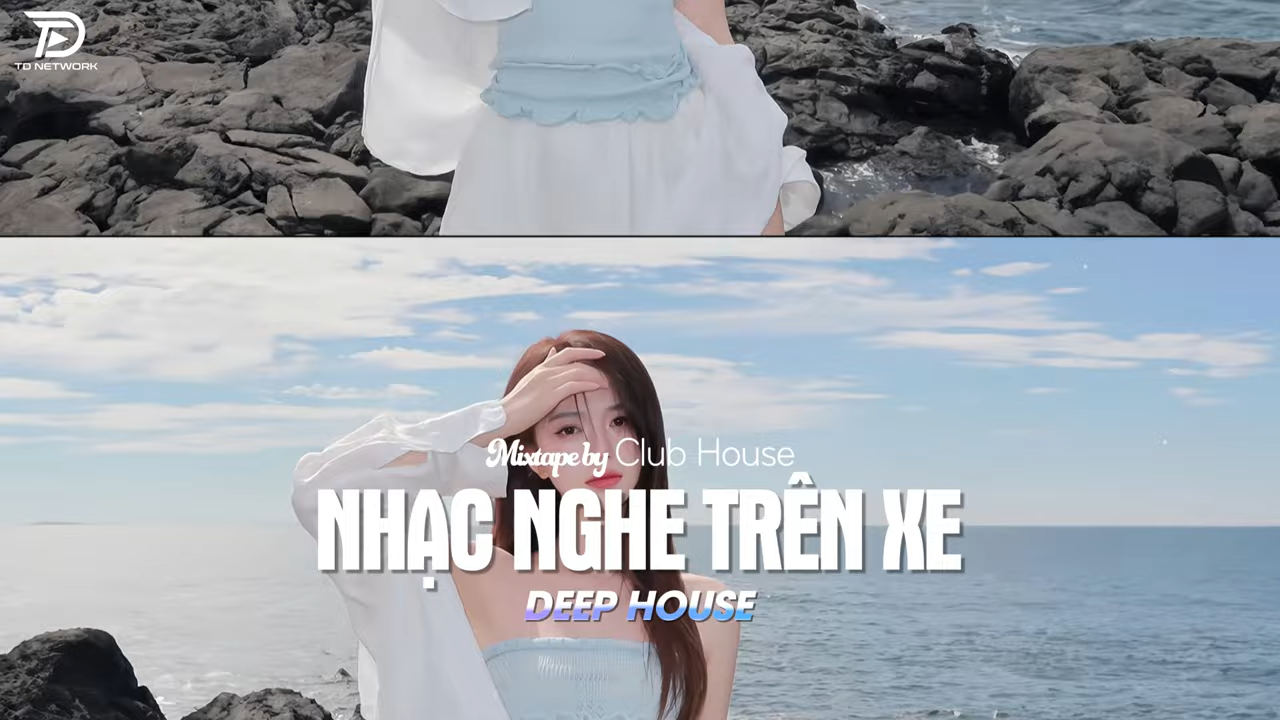 TD NETWORK
Mixtape by Club House
NHẠC NGHE TRÊN XE
DEEP HOUSE